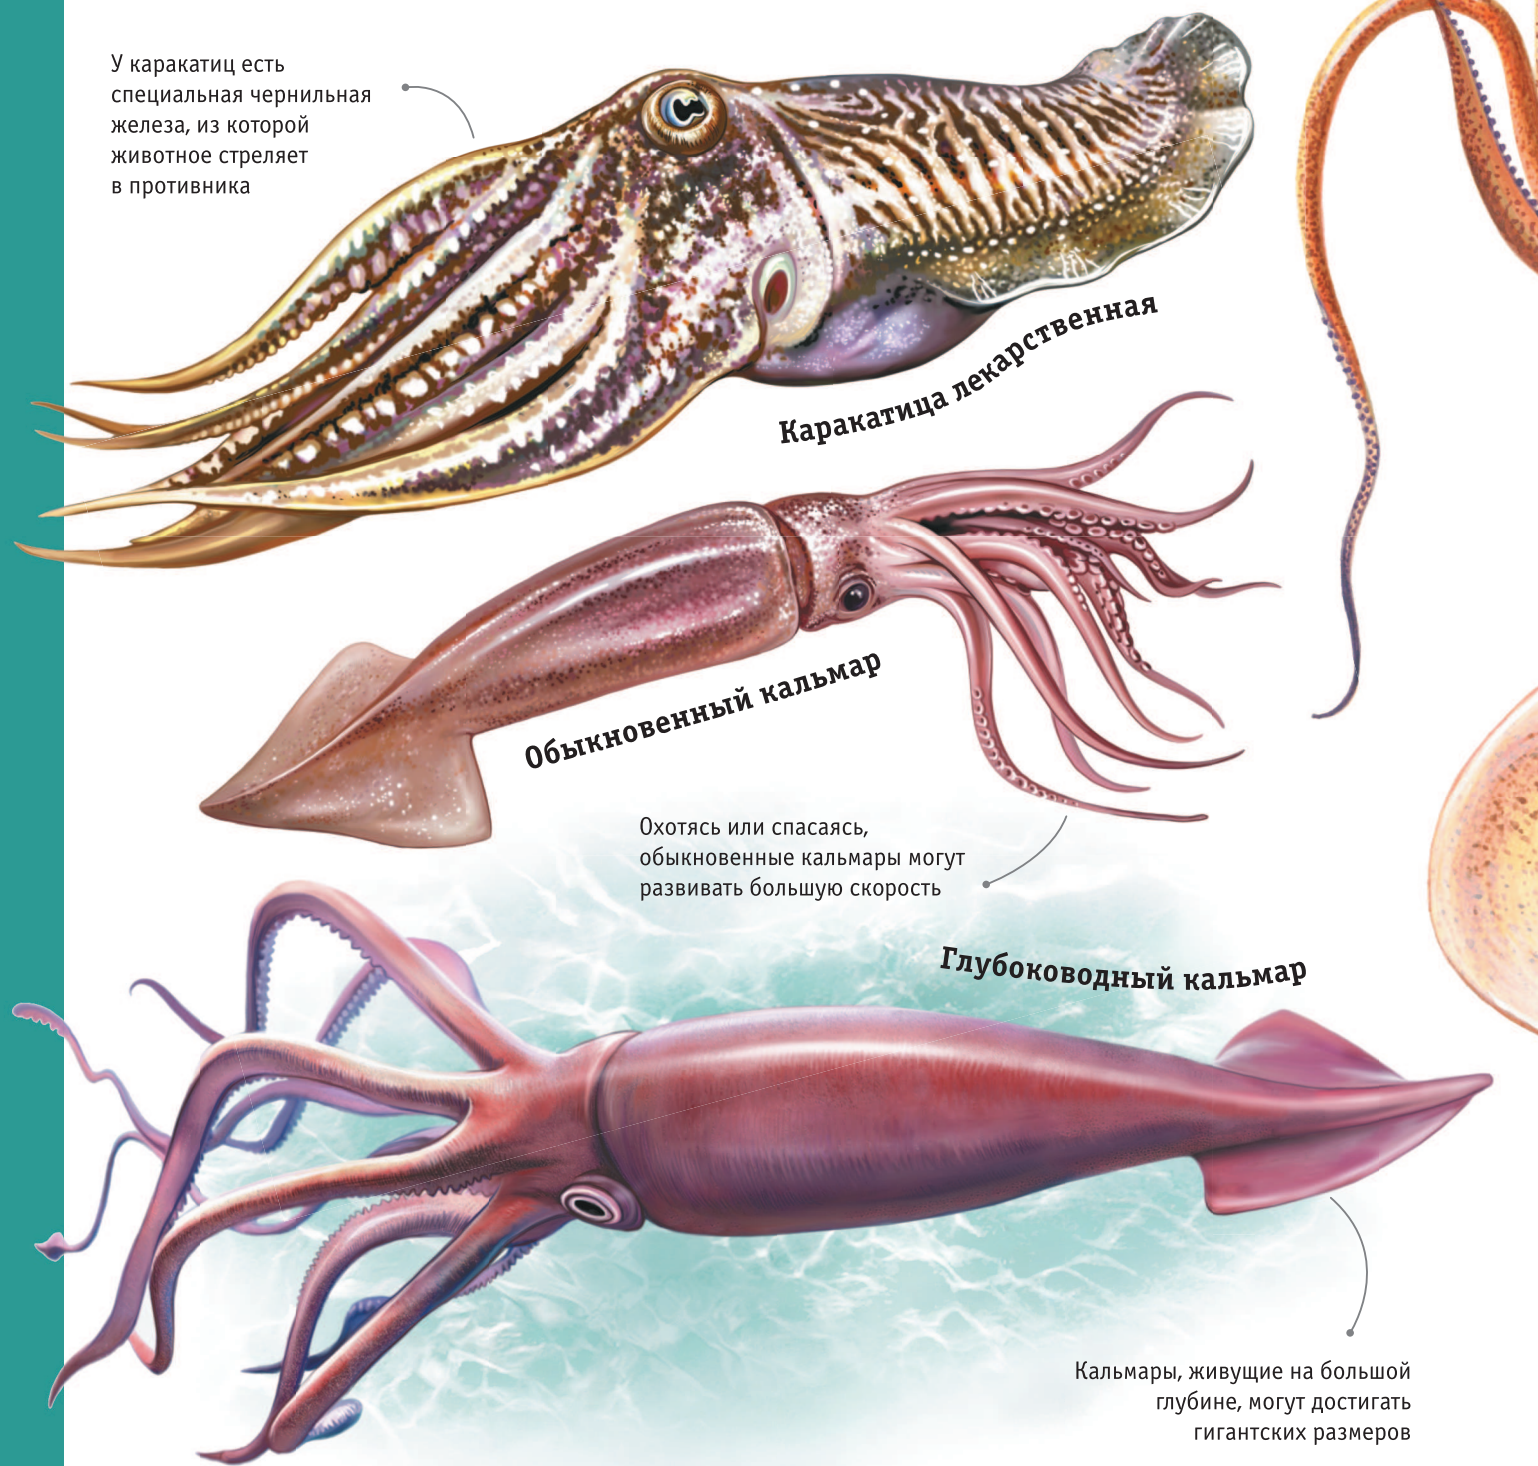 У каракатиц есть
специальная чернильная
железа, из которой
животное стреляет
в противника
Каракатица лекарственная
Обыкновенный кальмар
Охотясь или спасаясь,
обыкновенные кальмары могут
развивать большую скорость
Глубоководный кальмар
Кальмары, живущие на большой
глубине, могут достигать
гигантских размеров